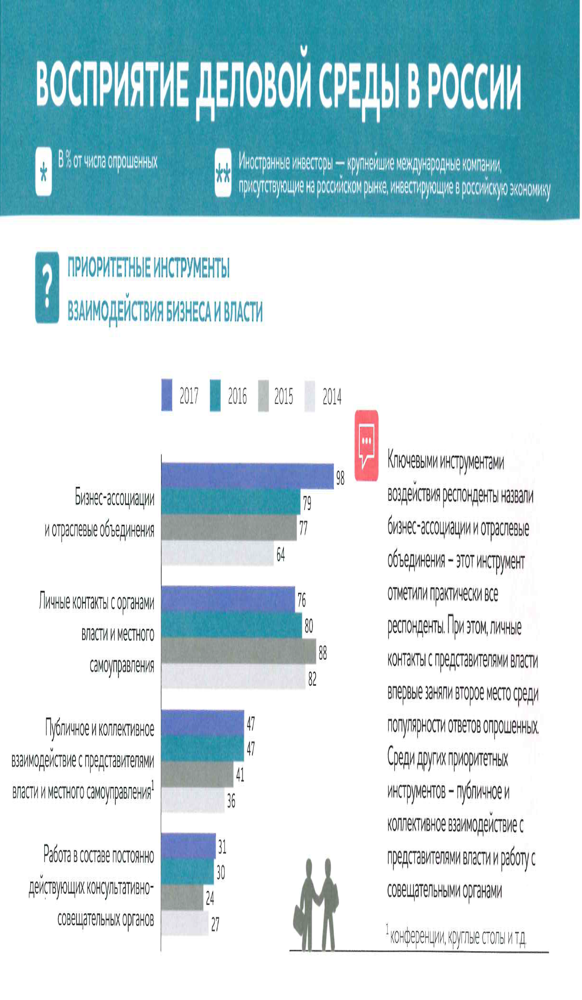 ВОСПРИЯТИЕ ДЕЛОВОЙ СРЕДЫ В РОССИИ
* В % от числа опрошенных
** Иностранные инвесторы — крупнейшие международные компании,
присутствующие на российском рынке, инвестирующие в российскую экономику
?
ПРИОРИТЕТНЫЕ ИНСТРУМЕНТЫ
ВЗАИМОДЕЙСТВИЯ БИЗНЕСА И ВЛАСТИ
2017 2016 2015 2014
Бизнес-ассоциации
и отраслевые объединения
98
79
77
64
Личные контакты с органами
власти и местного
самоуправления
76
80
88
82
Публичное и коллективное
взаимодействие с представителями
власти и местного самоуправления¹
47
47
41
36
Работа в составе постоянно
действующих консультативно-
совещательных органов
31
30
24
27
Ключевыми инструментами
воздействия респонденты назвали
бизнес-ассоциации и отраслевые
объединения – этот инструмент
отметили практически все
респонденты. При этом, личные
контакты с представителями власти
впервые заняли второе место среди
популярности ответов опрошенных.
Среди других приоритетных
инструментов – публичное и
коллективное взаимодействие с
представителями власти и работу с
совещательными органами
¹ конференции, круглые столы и т.д.